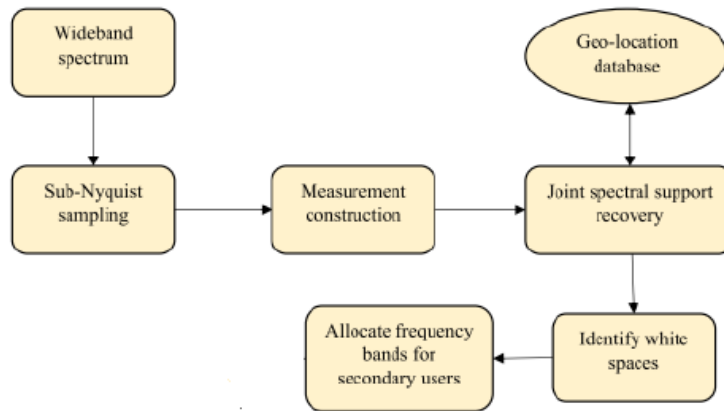 Wideband
spectrum
Geo-location
database
Sub-Nyquist
sampling
Measurement
construction
Joint spectral support
recovery
Allocate frequency
bands for
secondary users
Identify white
spaces